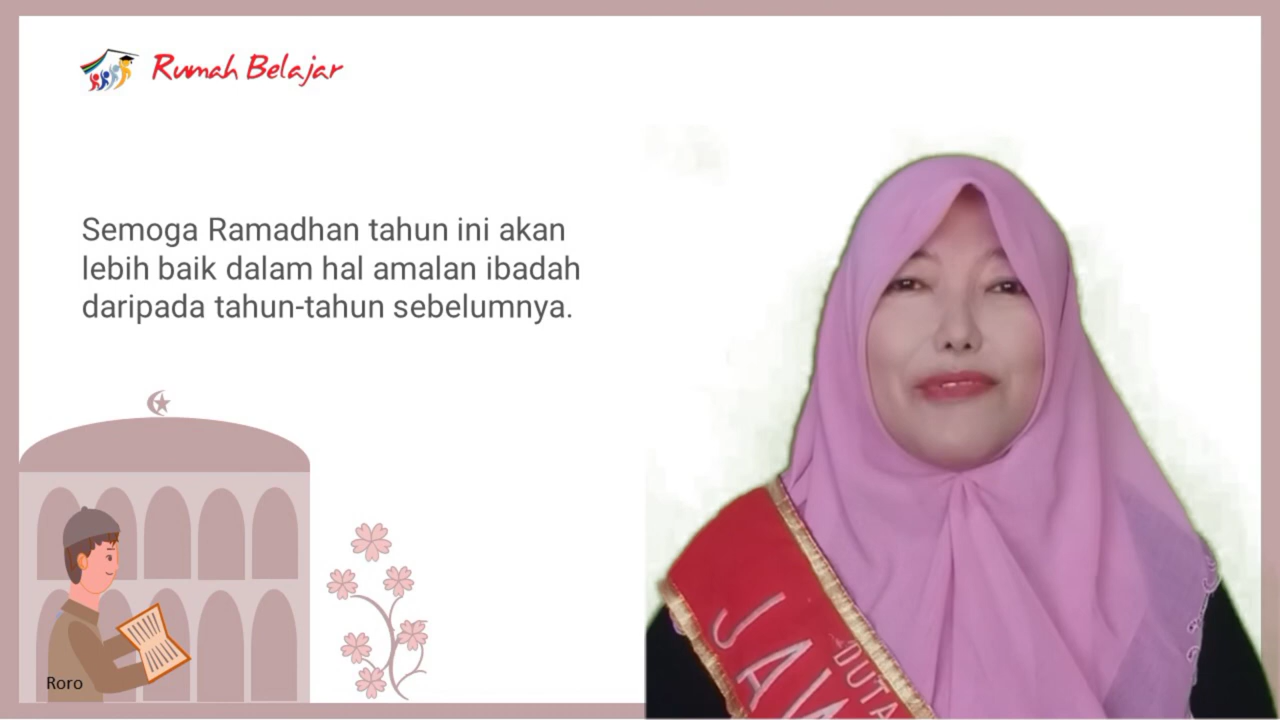 Rumah Belajar
Semoga Ramadhan tahun ini akan
lebih baik dalam hal amalan ibadah
daripada tahun-tahun sebelumnya.
Roro
DUTA